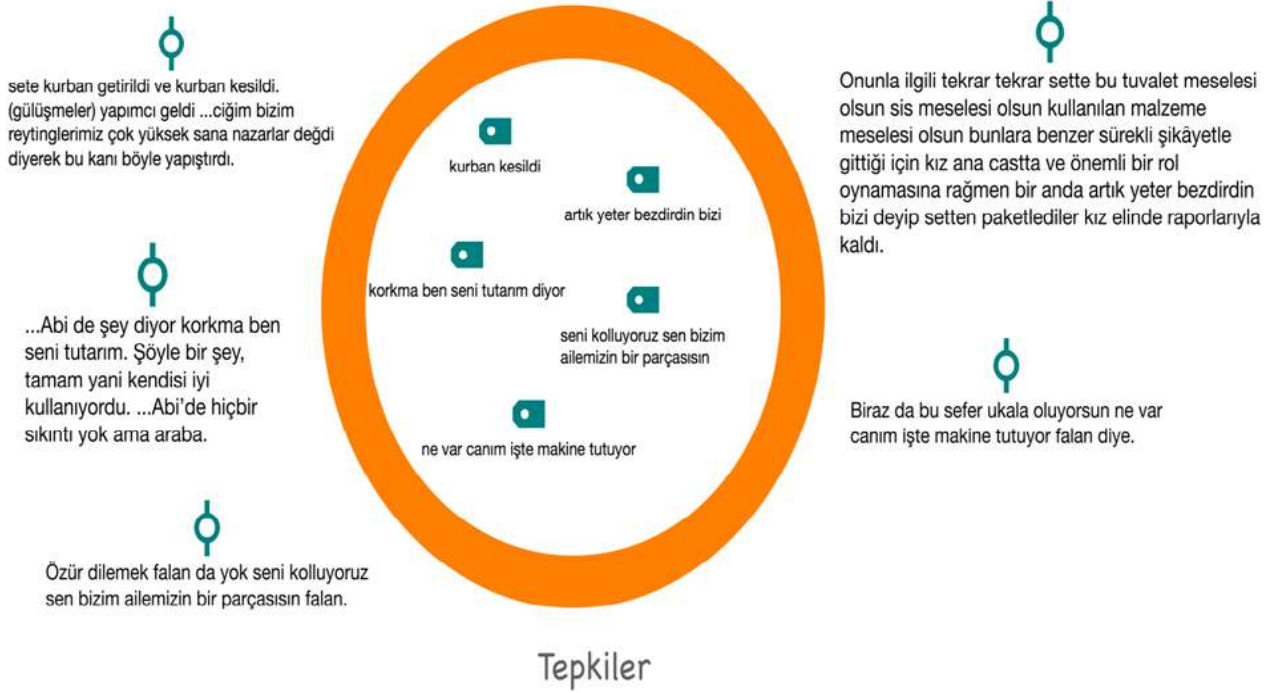 sete kurban getirildi ve kurban kesildi.
(gülüşmeler) yapımcı geldi ...ciğim bizim
reytinglerimiz çok yüksek sana nazarlar değdi
diyerek bu kanı böyle yapıştırdı.
...Abi de şey diyor korkma ben
seni tutarım. Şöyle bir şey,
tamam yani kendisi iyi
kullanıyordu. ...Abi'de hiçbir
sıkıntı yok ama araba.
Özür dilemek falan da yok seni kolluyoruz
sen bizim ailemizin bir parçasısın falan.
kurban kesildi
artık yeter bezdirdin bizi
korkma ben seni tutarım diyor
seni kolluyoruz sen bizim
ailemizin bir parçasısın
ne var canım işte makine tutuyor
Onunla ilgili tekrar tekrar sette bu tuvalet meselesi
olsun sis meselesi olsun kullanılan malzeme
meselesi olsun bunlara benzer sürekli şikâyetle
gittiği için kız ana castta ve önemli bir rol
oynamasına rağmen bir anda artık yeter bezdirdin
bizi deyip setten paketlediler kız elinde raporlarıyla
kaldı.
Biraz da bu sefer ukala oluyorsun ne var
canım işte makine tutuyor falan diye.
Tepkiler